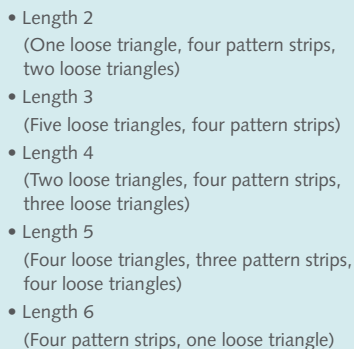 • Length 2
(One loose triangle, four pattern strips,
two loose triangles)
• Length 3
(Five loose triangles, four pattern strips)
• Length 4
(Two loose triangles, four pattern strips,
three loose triangles)
• Length 5
(Four loose triangles, three pattern strips,
four loose triangles)
• Length 6
(Four pattern strips, one loose triangle)